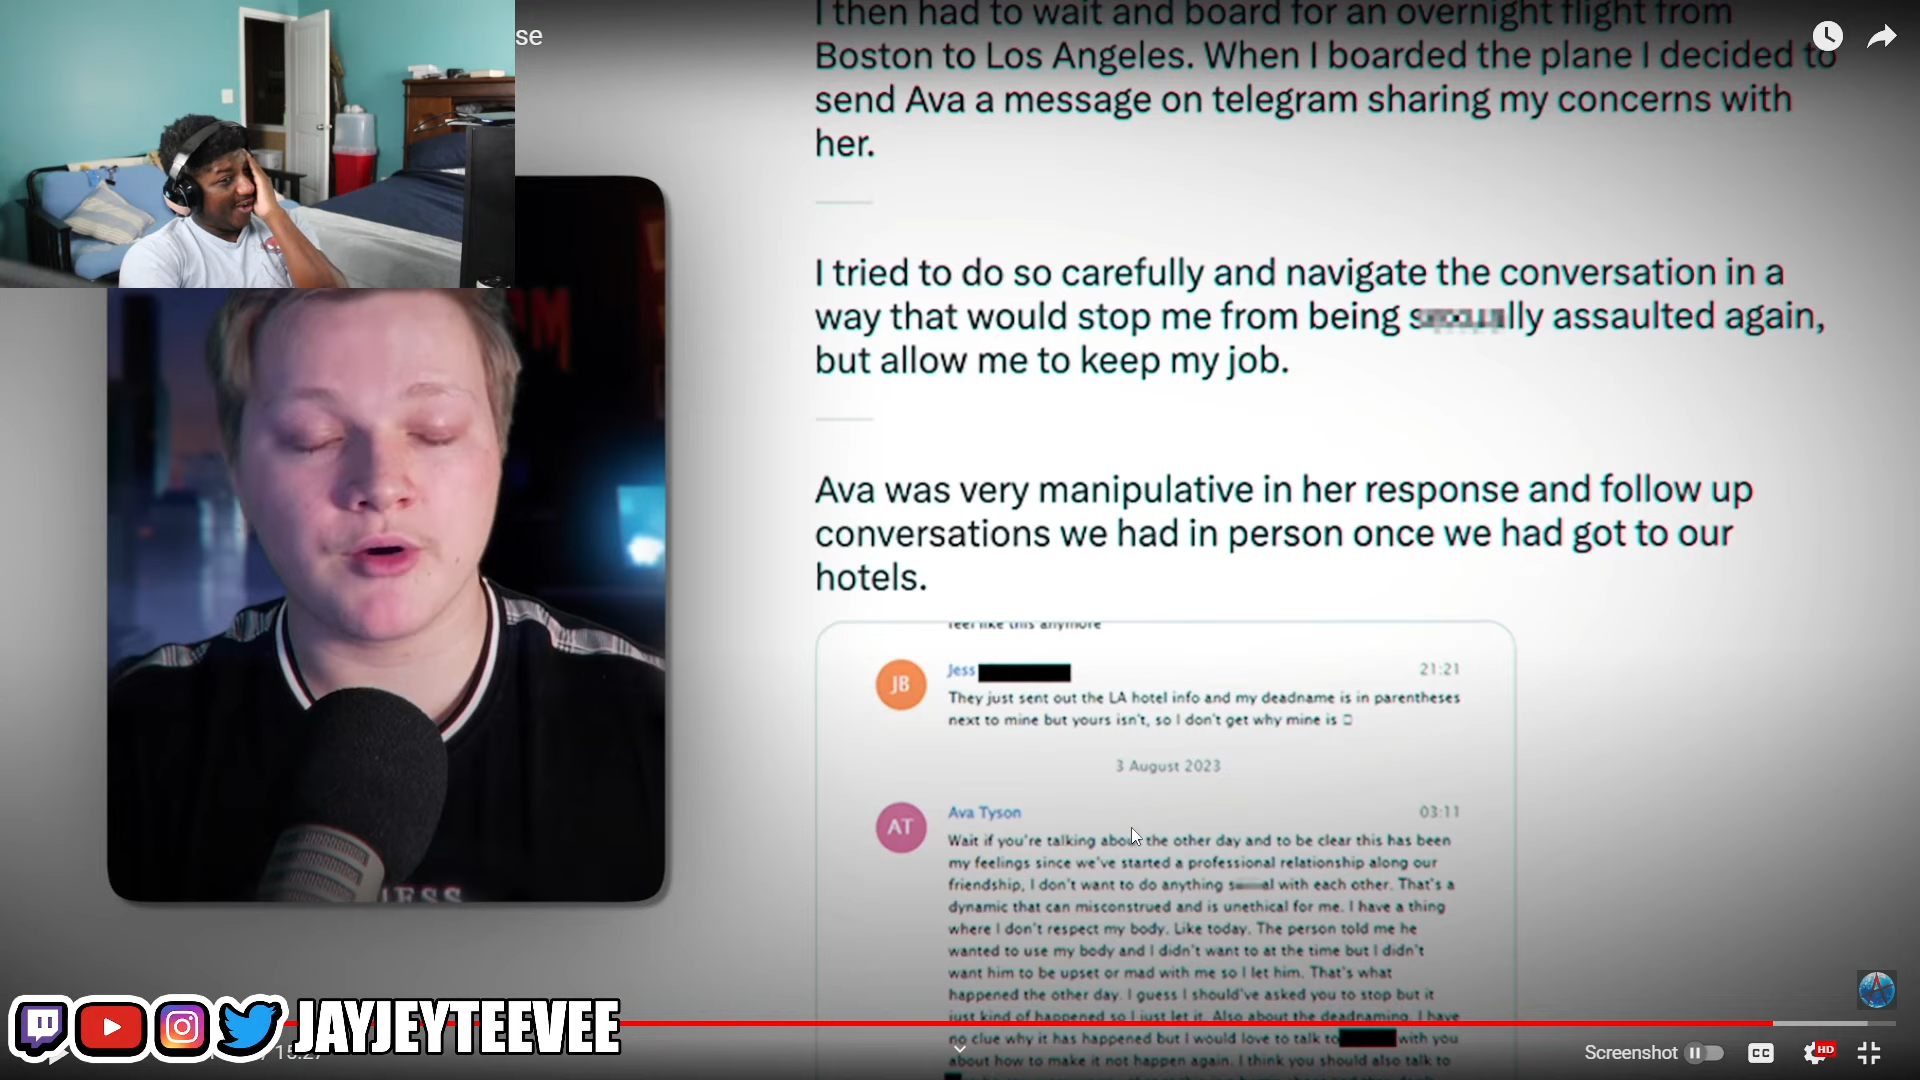 se
I then had to wait and board for an overnight flight from
Boston to Los Angeles. When I boarded the plane I decided to
send Ava a message on telegram sharing my concerns with
her.
I tried to do so carefully and navigate the conversation in a
way that would stop me from being s lly assaulted again,
but allow me to keep my job.
Ava was very manipulative in her response and follow up
conversations we had in person once we had got to our
hotels.
feel like this anymore
JB
Jess
21:21
They just sent out the LA hotel info and my deadname is in parentheses
next to mine but yours isn't, so I don't get why mine is
3 August 2023
AT
Ava Tyson
03:11
Wait if you're talking about the other day and to be clear this has been
my feelings since we've started a professional relationship along our
friendship, I don't want to do anything s al with each other. That's a
dynamic that can misconstrued and is unethical for me. I have a thing
where I don't respect my body. Like today. The person told me he
wanted to use my body and I didn't want to at the time but I didn't
want him to be upset or mad with me so I let him. That's what
happened the other day. I guess I should've asked you to stop but it
just kind of happened so I just let it. Also about the deadnaming. I have
no clue why it has happened but I would love to talk to with you
about how to make it not happen again. I think you should also talk to
JAYJEYTEEVEE
Screenshot
CC
HD